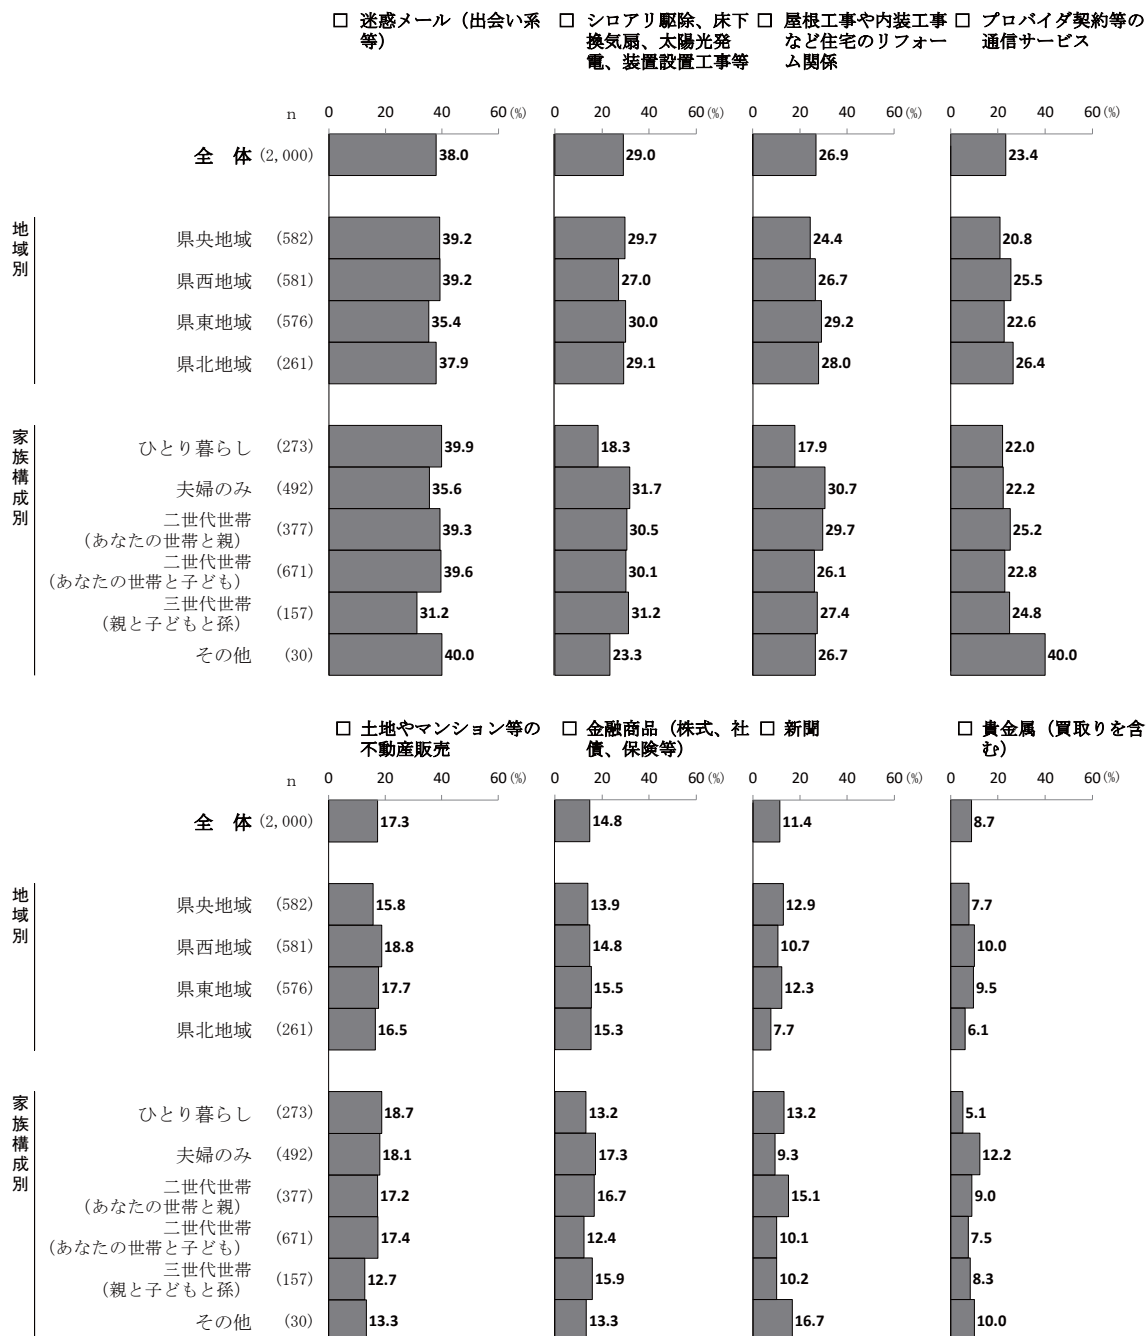 □ 迷惑メール（出会い系 □ シロアリ駆除、床下 □ 屋根工事や内装工事 □ プロバイダ契約等の
等） 換気扇、太陽光発 など住宅のリフォー 通信サービス
電、装置設置工事等 ム関係
n 0 20 40 60 (%) 0 20 40 60 (%) 0 20 40 60 (%) 0 20 40 60 (%)
全 体 (2,000) 38.0 29.0 26.9 23.4
地域別
県央地域 (582) 39.2 29.7 24.4 20.8
県西地域 (581) 39.2 27.0 26.7 25.5
県東地域 (576) 35.4 30.0 29.2 22.6
県北地域 (261) 37.9 29.1 28.0 26.4
家族構成別
ひとり暮らし (273) 39.9 18.3 17.9 22.0
夫婦のみ (492) 35.6 31.7 30.7 22.2
二世代世帯
（あなたの世帯と親） (377) 39.3 30.5 29.7 25.2
二世代世帯
（あなたの世帯と子ども） (671) 39.6 30.1 26.1 22.8
三世代世帯
（親と子どもと孫） (157) 31.2 31.2 27.4 24.8
その他 (30) 40.0 23.3 26.7 40.0
□ 土地やマンション等の □ 金融商品（株式、社 □ 新聞 □ 貴金属（買取りを含
不動産販売 債、保険等） む）
n 0 20 40 60 (%) 0 20 40 60 (%) 0 20 40 60 (%) 0 20 40 60 (%)
全 体 (2,000) 17.3 14.8 11.4 8.7
地域別
県央地域 (582) 15.8 13.9 12.9 7.7
県西地域 (581) 18.8 14.8 10.7 10.0
県東地域 (576) 17.7 15.5 12.3 9.5
県北地域 (261) 16.5 15.3 7.7 6.1
家族構成別
ひとり暮らし (273) 18.7 13.2 13.2 5.1
夫婦のみ (492) 18.1 17.3 9.3 12.2
二世代世帯
（あなたの世帯と親） (377) 17.2 16.7 15.1 9.0
二世代世帯
（あなたの世帯と子ども） (671) 17.4 12.4 10.1 7.5
三世代世帯
（親と子どもと孫） (157) 12.7 15.9 10.2 8.3
その他 (30) 13.3 13.3 16.7 10.0